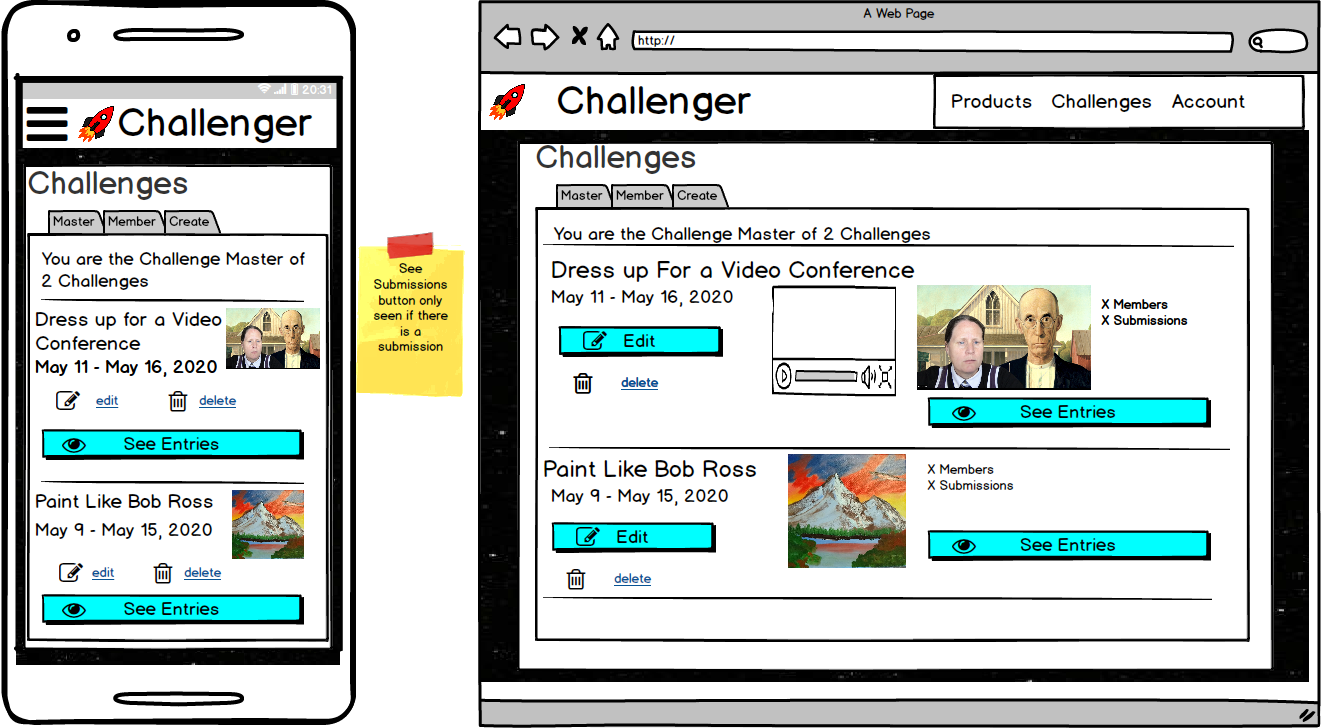 20:31
Challenger
Challenges
Master Member Create
You are the Challenge Master of
2 Challenges
Dress up for a Video
Conference
May 11 - May 16, 2020
edit delete
See Entries
Paint Like Bob Ross
May 9 - May 15, 2020
edit delete
See Entries
See
Submissions
button only
seen if there
is a
submission
A Web Page
http://
Challenger
Products Challenges Account
Challenges
Master Member Create
You are the Challenge Master of 2 Challenges
Dress up For a Video Conference
May 11 - May 16, 2020
X Members
X Submissions
Edit
delete
See Entries
Paint Like Bob Ross
May 9 - May 15, 2020
X Members
X Submissions
Edit
See Entries
delete